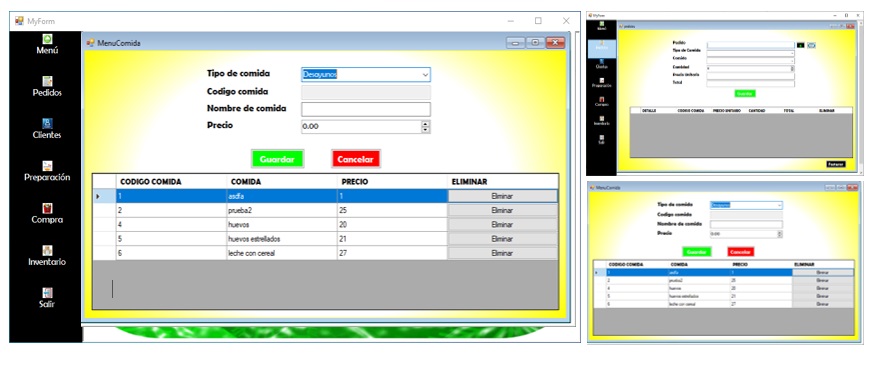 MyForm
MenuComida
Menú
Pedidos
Clientes
Preparación
Compra
Inventario
Salir
Tipo de comida Desayunos
Codigo comida
Nombre de comida
Precio 0.00
Guardar Cancelar
CODIGO COMIDA COMIDA PRECIO ELIMINAR
1 asdfa 1 Eliminar
2 prueba2 25 Eliminar
4 huevos 20 Eliminar
5 huevos estrellados 21 Eliminar
6 leche con cereal 27 Eliminar
MyForm
Menú
Clientes
Preparación
Compra
Inventario
Salir
Pedido
Tipo de Comida
Comida
Cantidad
Precio Unitario
Total
Guardar
DETALLE CODIGO COMIDA PRECIO UNITARIO CANTIDAD TOTAL ELIMINAR
MenuComida
Tipo de comida Desayunos
Codigo comida
Nombre de comida
Precio 0.00
Guardar Cancelar
CODIGO COMIDA COMIDA PRECIO ELIMINAR
1 asdfa 1 Eliminar
2 prueba2 25 Eliminar
4 huevos 20 Eliminar
5 huevos estrellados 21 Eliminar
6 leche con cereal 27 Eliminar